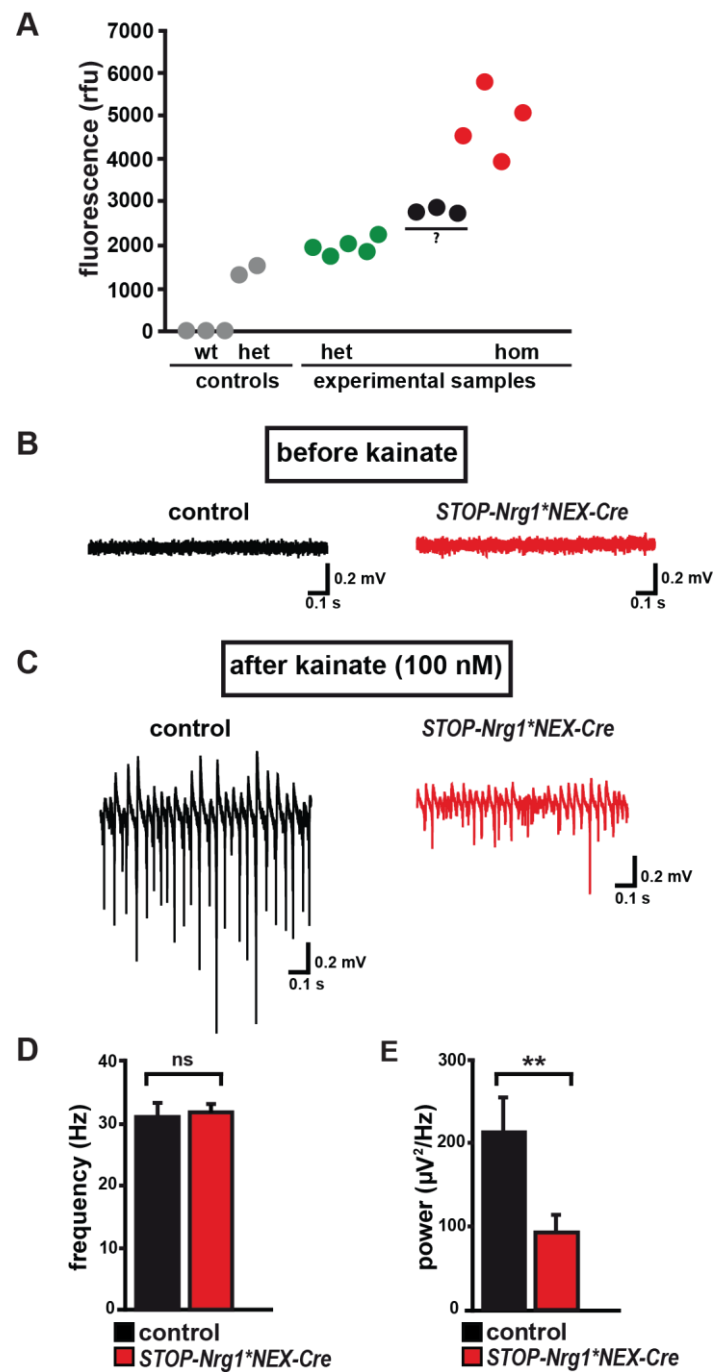 A
fluorescence (rfu)
7000
6000
5000
4000
3000
2000
1000
0
?
wt het het hom
controls experimental samples
B
before kainate
control STOP-Nrg1*NEX-Cre
0.2 mV 0.2 mV
0.1 s 0.1 s
C
after kainate (100 nM)
control STOP-Nrg1*NEX-Cre
0.2 mV
0.1 s
0.2 mV
0.1 s
D
frequency (Hz)
40
30
20
10
0
ns
control
STOP-Nrg1*NEX-Cre
E
power (µV²/Hz)
300
200
100
0
**
control
STOP-Nrg1*NEX-Cre